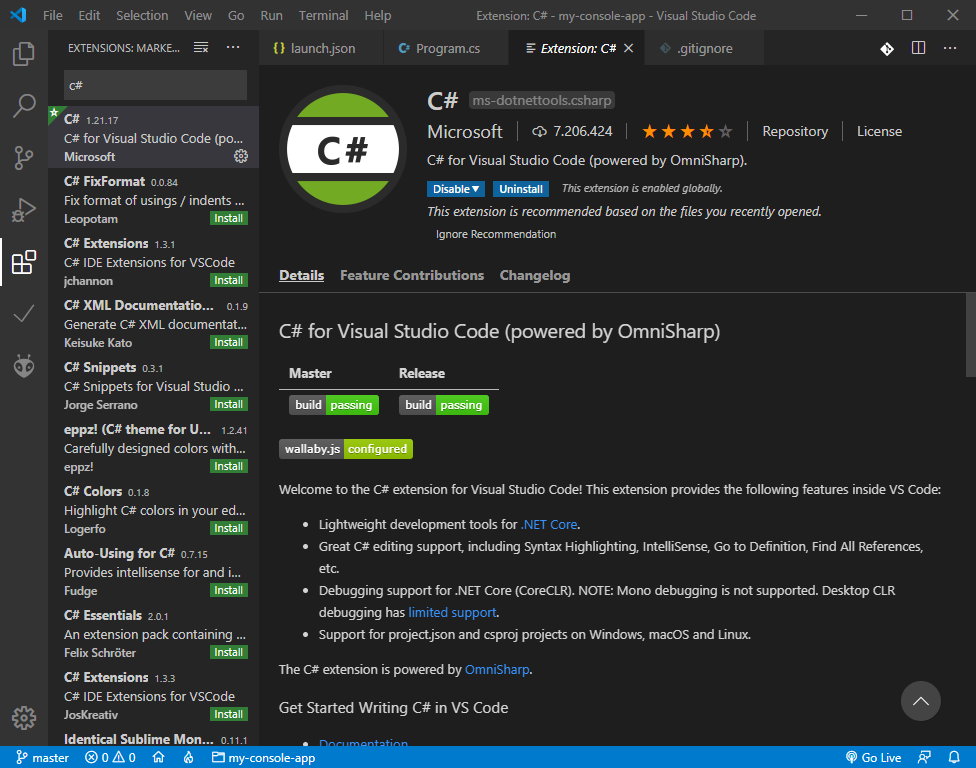 File Edit Selection View Go Run Terminal Help Extension: C# - my-console-app - Visual Studio Code
EXTENSIONS: MARKE...
{} launch.json
C# Program.cs
Extension: C#
.gitignore
c#
C# 1.21.17
C# for Visual Studio Code (po...
Microsoft
C# FixFormat 0.0.84
Fix format of usings / indents ...
Leopotam Install
C# Extensions 1.3.1
C# IDE Extensions for VSCode
jchannon Install
C# XML Documentatio... 0.1.9
Generate C# XML documentat...
Keisuke Kato Install
C# Snippets 0.3.1
C# Snippets for Visual Studio ...
Jorge Serrano Install
eppz! (C# theme for U... 1.2.41
Carefully designed colors with...
eppz! Install
C# Colors 0.1.8
Highlight C# colors in your ed...
Logerfo Install
Auto-Using for C# 0.7.15
Provides intellisense for and i...
Fudge Install
C# Essentials 2.0.1
An extension pack containing ...
Felix Schröter Install
C# Extensions 1.3.3
C# IDE Extensions for VSCode
JosKreativ Install
Identical Sublime Mon... 0.11.1
C#
C# ms-dotnettools.csharp
Microsoft 7.206.424 Repository License
C# for Visual Studio Code (powered by OmniSharp).
Disable Uninstall This extension is enabled globally.
This extension is recommended based on the files you recently opened.
Ignore Recommendation
Details Feature Contributions Changelog
C# for Visual Studio Code (powered by OmniSharp)
Master Release
build passing build passing
wallaby.js configured
Welcome to the C# extension for Visual Studio Code! This extension provides the following features inside VS Code:
• Lightweight development tools for .NET Core.
• Great C# editing support, including Syntax Highlighting, IntelliSense, Go to Definition, Find All References,
etc.
• Debugging support for .NET Core (CoreCLR). NOTE: Mono debugging is not supported. Desktop CLR
debugging has limited support.
• Support for project.json and csproj projects on Windows, macOS and Linux.
The C# extension is powered by OmniSharp.
Get Started Writing C# in VS Code
• Documentation
master 0 0 my-console-app Go Live